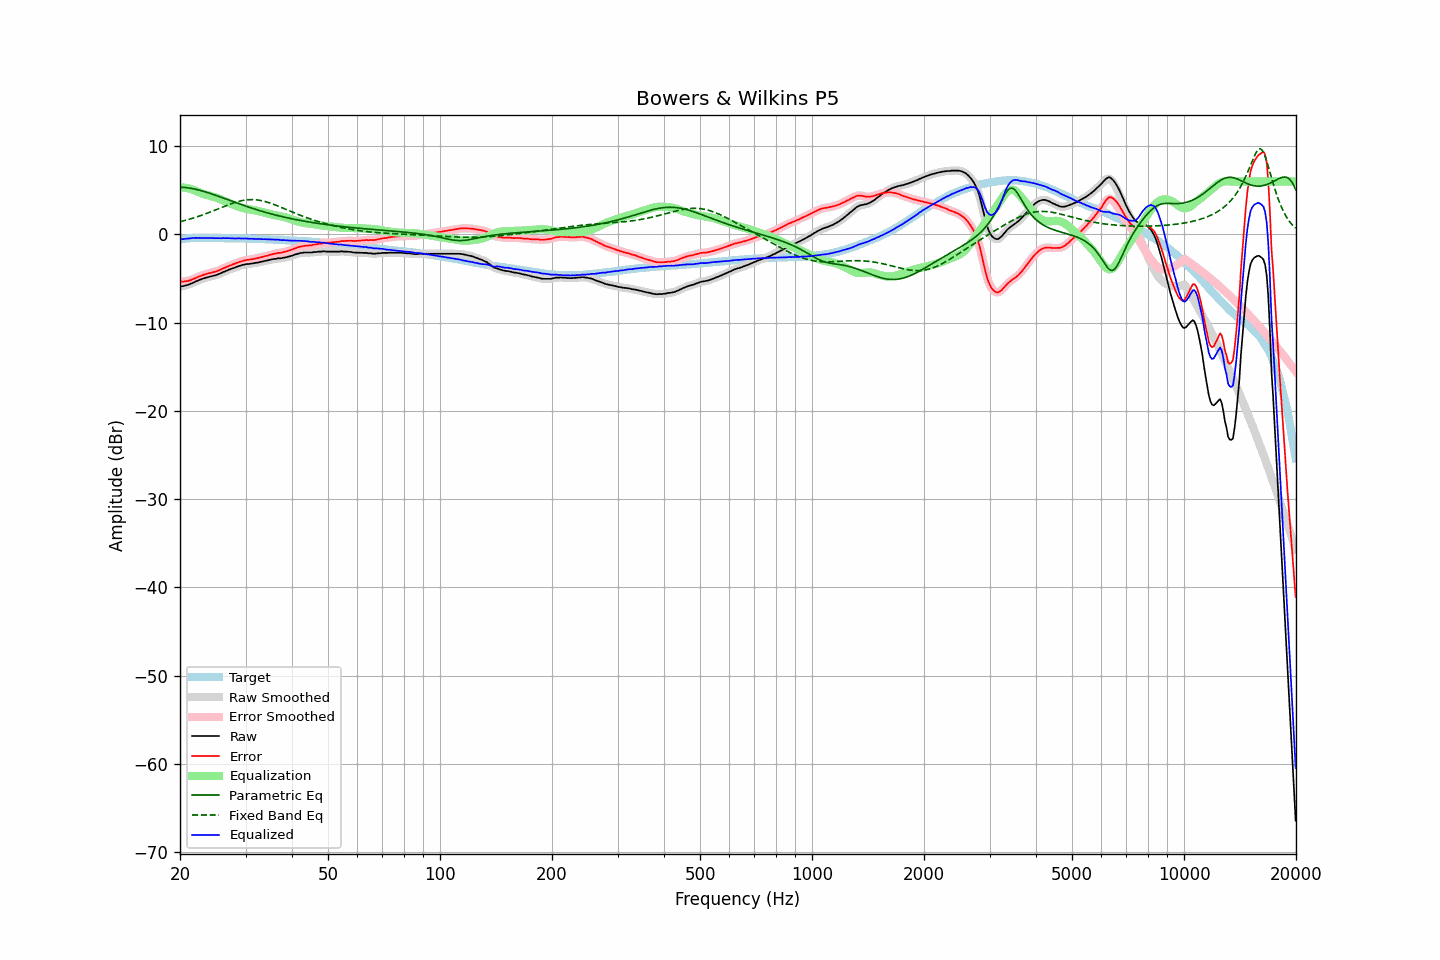 Bowers & Wilkins P5
Amplitude (dBr)
10
0
−10
−20
−30
−40
−50
−60
−70
Target
Raw Smoothed
Error Smoothed
Raw
Error
Equalization
Parametric Eq
Fixed Band Eq
Equalized
20 50 100 200 500 1000 2000 5000 10000 20000
Frequency (Hz)